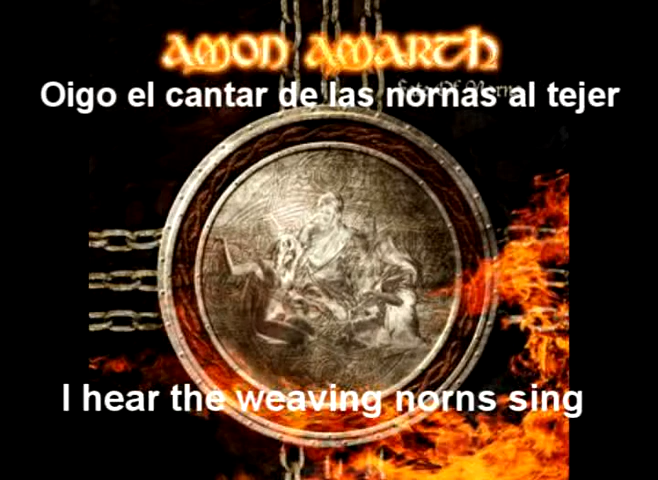 AMON AMARTH
Oigo el cantar de las nornas al tejer
I hear the weaving norns sing